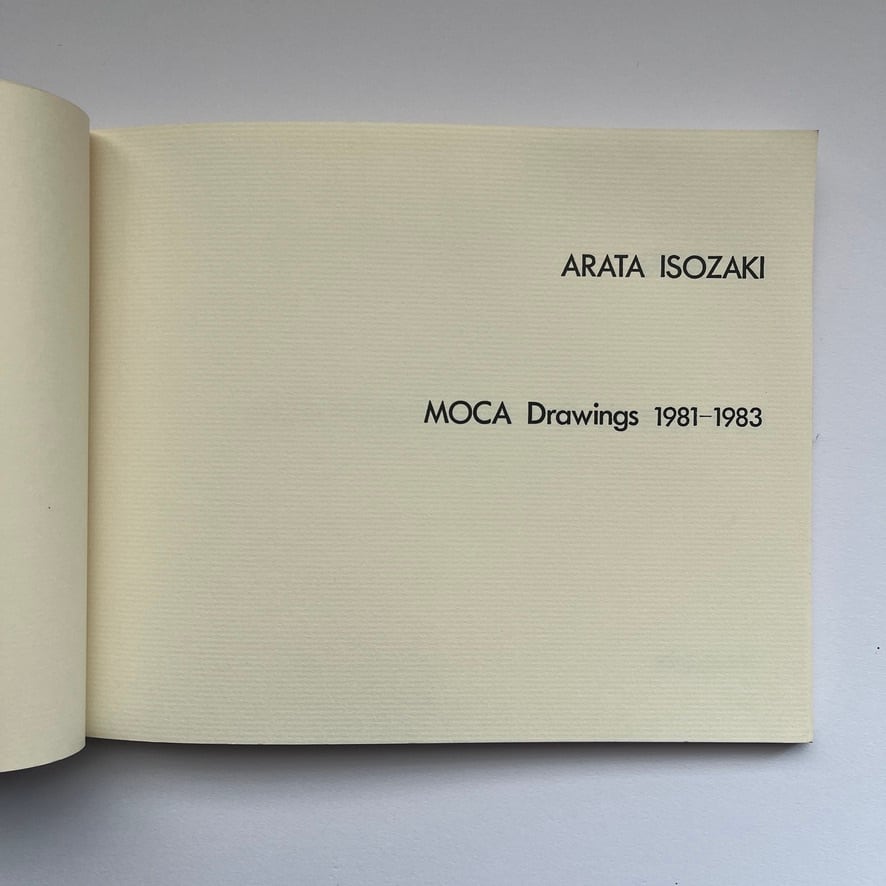 ARATA ISOZAKI
MOCA Drawings 1981–1983